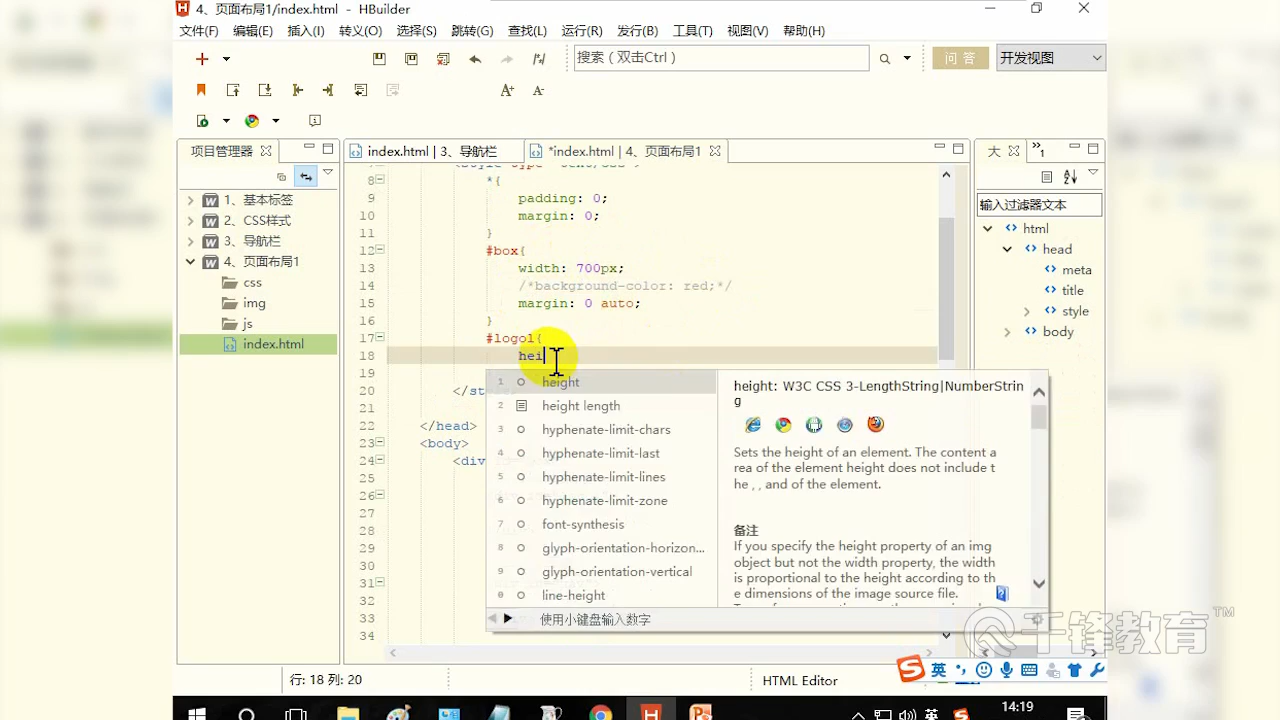 4、页面布局1/index.html - HBuilder
文件(F) 编辑(E) 插入(I) 转义(O) 选择(S) 跳转(G) 查找(L) 运行(R) 发行(B) 工具(T) 视图(V) 帮助(H)
搜索（双击Ctrl）
问答
开发视图
A+ A-
项目管理器
index.html | 3、导航栏
*index.html | 4、页面布局1
大
»1
1、基本标签
2、CSS样式
3、导航栏
4、页面布局1
css
img
js
index.html
8 *{
9 padding: 0;
10 margin: 0;
11 }
12 #box{
13 width: 700px;
14 /*background-color: red;*/
15 margin: 0 auto;
16 }
17 #logol{
18 hei
20 </style
21
22 </head>
23 <body>
24 <div
26
27
28
29
31
32
33
34
1 height
2 height length
3 hyphenate-limit-chars
4 hyphenate-limit-last
5 hyphenate-limit-lines
6 hyphenate-limit-zone
7 font-synthesis
8 glyph-orientation-horizon...
9 glyph-orientation-vertical
0 line-height
使用小键盘输入数字
height: W3C CSS 3-LengthString|NumberStrin
g
Sets the height of an element. The content a
rea of the element height does not include t
he , , and of the element.
备注
If you specify the height property of an img
object but not the width property, the width
is proportional to the height according to th
e dimensions of the image source file.
输入过滤器文本
html
head
meta
title
style
body
千锋教育™
英
行: 18 列: 20
HTML Editor
英
14:19